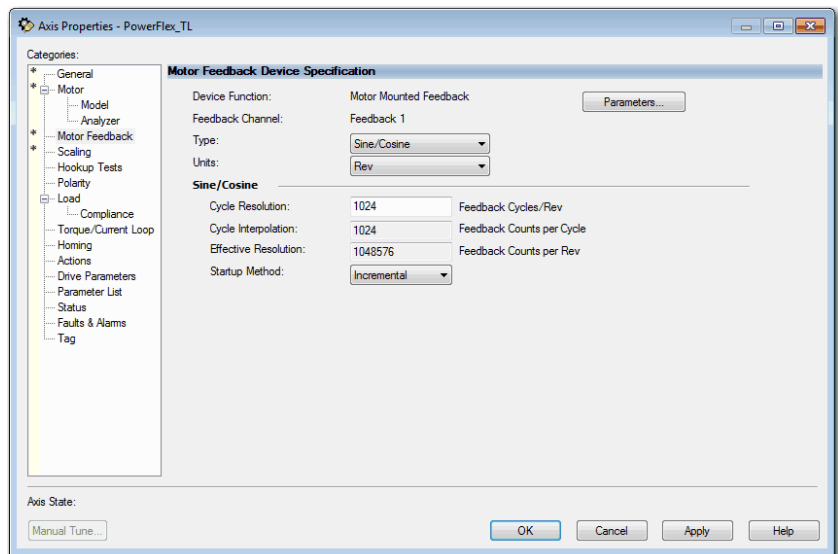 Axis Properties - PowerFlex_TL
Categories:
* General
* Motor
Model
Analyzer
* Motor Feedback
* Scaling
Hookup Tests
Polarity
Load
Compliance
Torque/Current Loop
Homing
Actions
Drive Parameters
Parameter List
Status
Faults & Alarms
Tag
Motor Feedback Device Specification
Device Function: Motor Mounted Feedback Parameters...
Feedback Channel: Feedback 1
Type: Sine/Cosine
Units: Rev
Sine/Cosine
Cycle Resolution: 1024 Feedback Cycles/Rev
Cycle Interpolation: 1024 Feedback Counts per Cycle
Effective Resolution: 1048576 Feedback Counts per Rev
Startup Method: Incremental
Axis State:
Manual Tune... OK Cancel Apply Help